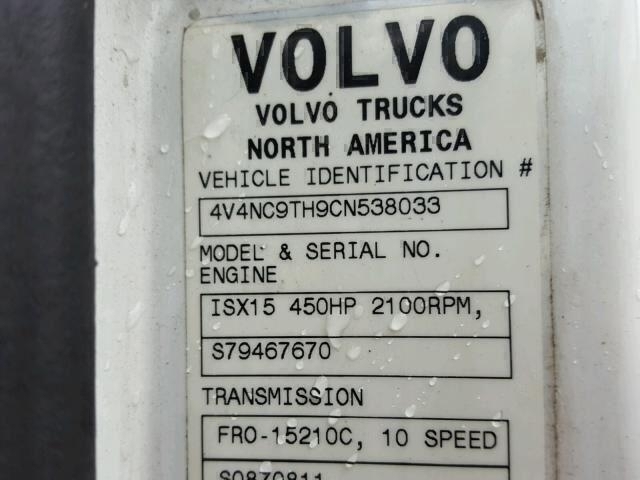 VOLVO
VOLVO TRUCKS
NORTH AMERICA
VEHICLE IDENTIFICATION #
4V4NC9TH9CN538033
MODEL & SERIAL NO.
ENGINE
ISX15 450HP 2100RPM,
S79467670
TRANSMISSION
FRO-15210C, 10 SPEED
S0870811